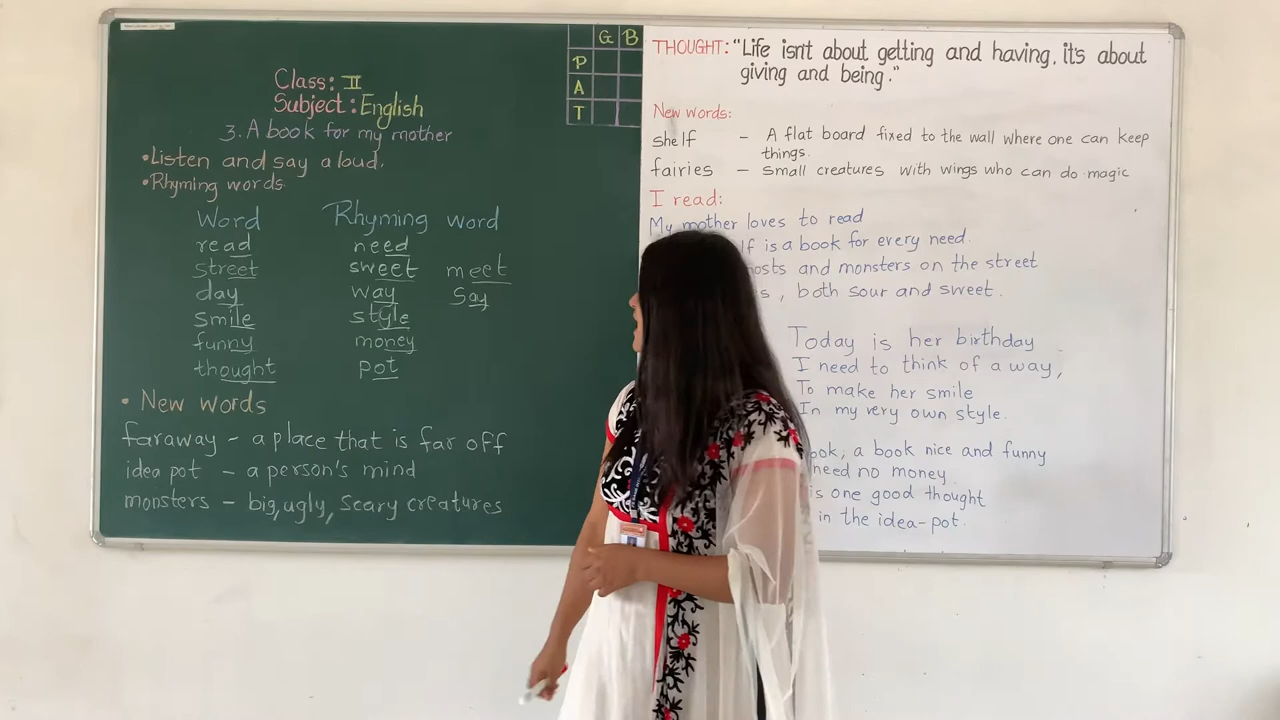 Class: II
Subject: English
3. A book for my mother
•Listen and say aloud.
•Rhyming words.
Word Rhyming word
read need
street sweet meet
day way say
smile style
funny money
thought pot
• New words
faraway - a place that is far off
idea pot - a person's mind
monsters - big, ugly, scary creatures
G B
P
A
T
THOUGHT: "Life isn't about getting and having, it's about
giving and being."
New words:
shelf - A flat board fixed to the wall where one can keep
things.
fairies - small creatures with wings who can do magic
I read:
My mother loves to read
is a book for every need.
and monsters on the street
, both sour and sweet.
Today is her birthday
I need to think of a way,
To make her smile
In my very own style.
, a book nice and funny
need no money
is one good thought
in the idea-pot.